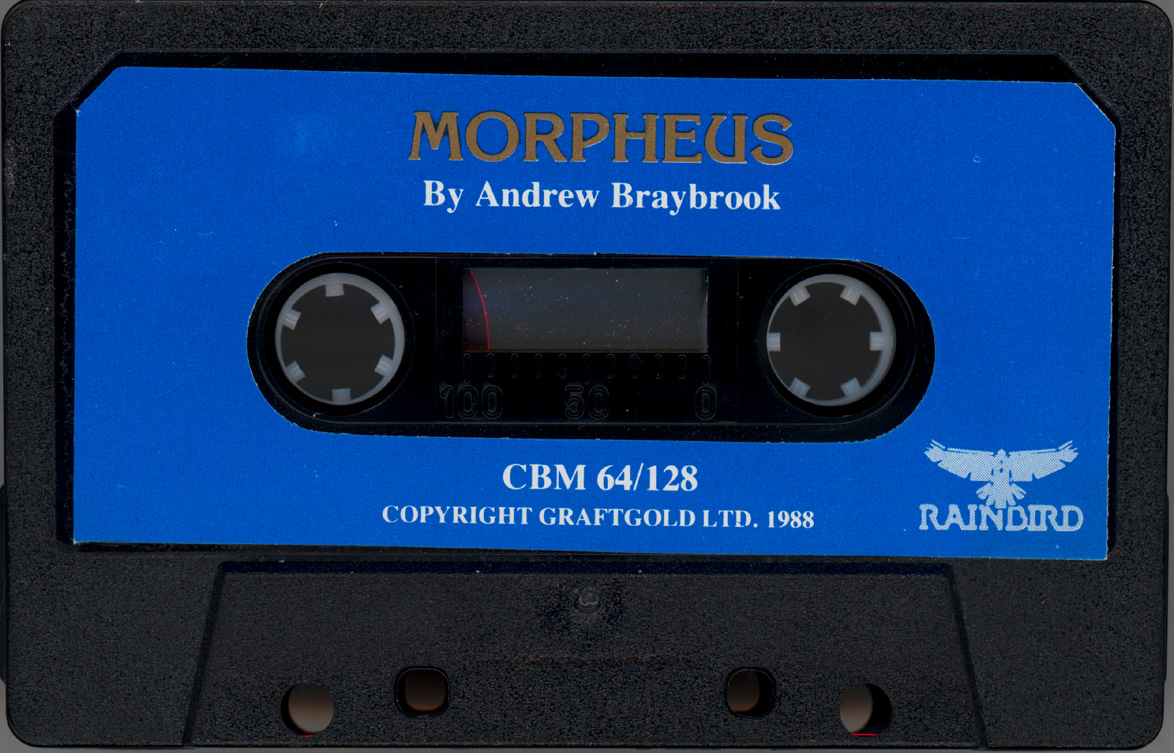 MORPHEUS
By Andrew Braybrook
100 50 0
CBM 64/128
COPYRIGHT GRAFTGOLD LTD. 1988
RAINBIRD